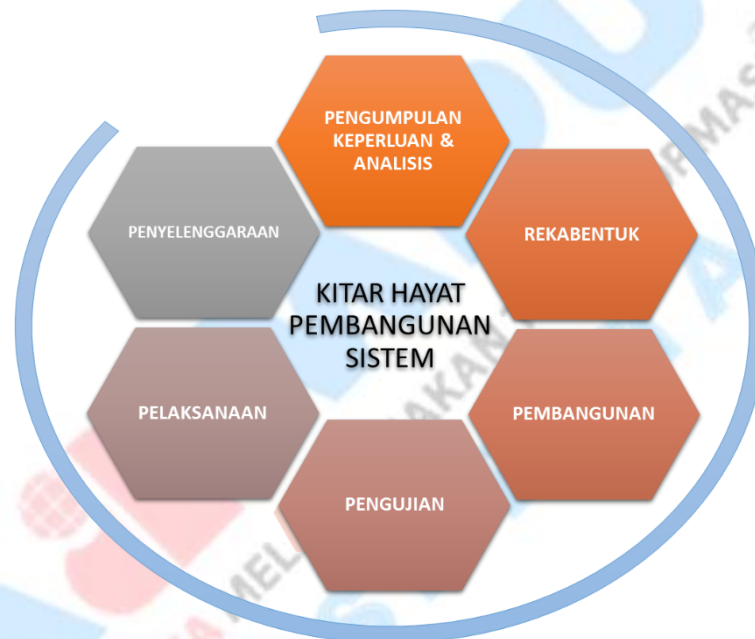 PENGUMPULAN
KEPERLUAN &
ANALISIS
REKABENTUK
PEMBANGUNAN
PENGUJIAN
PELAKSANAAN
PENYELENGGARAAN
KITAR HAYAT
PEMBANGUNAN
SISTEM